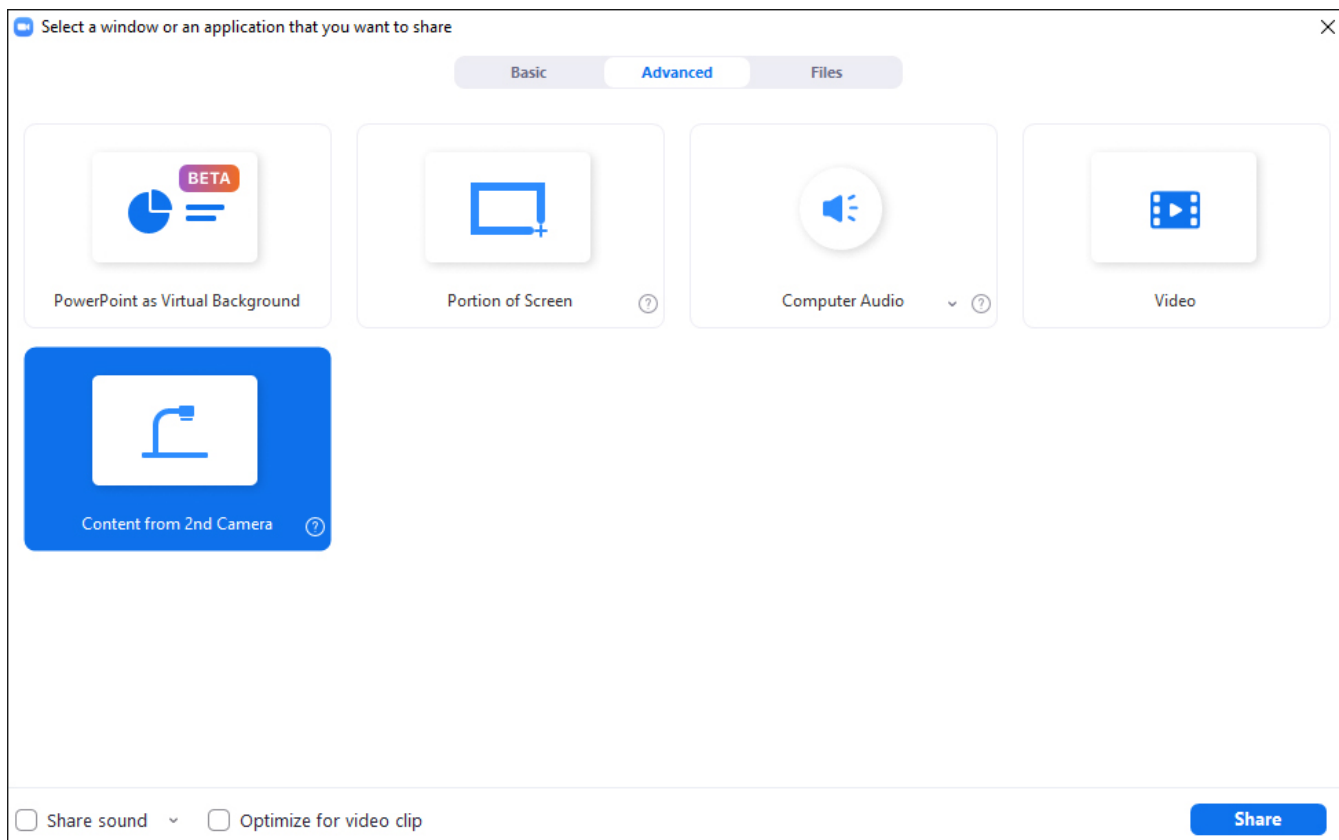 Select a window or an application that you want to share
Basic Advanced Files
BETA
PowerPoint as Virtual Background
Portion of Screen ?
Computer Audio ?
Video
Content from 2nd Camera ?
Share sound Optimize for video clip Share